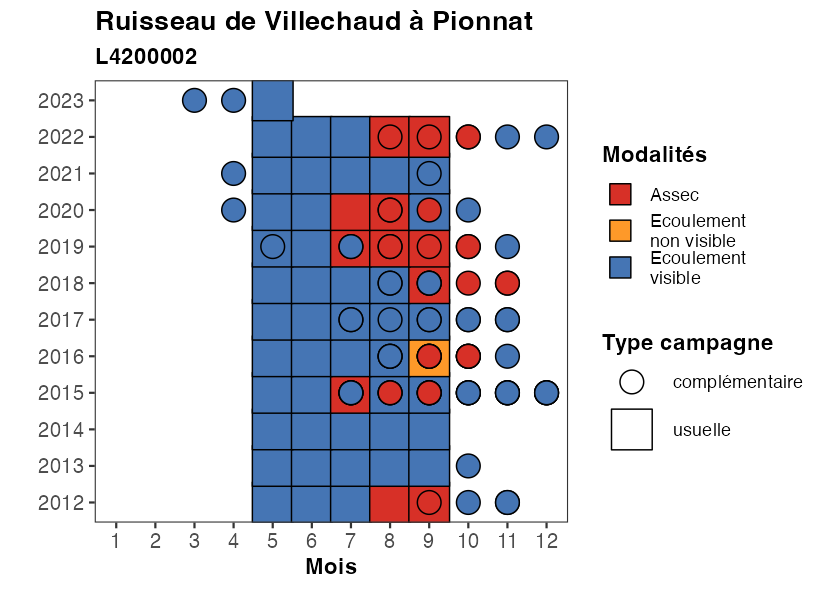 Ruisseau de Villechaud à Pionnat
L4200002
2023
2022
2021
2020
2019
2018
2017
2016
2015
2014
2013
2012
1 2 3 4 5 6 7 8 9 10 11 12
Mois
Modalités
Assec
Ecoulement
non visible
Ecoulement
visible
Type campagne
complémentaire
usuelle